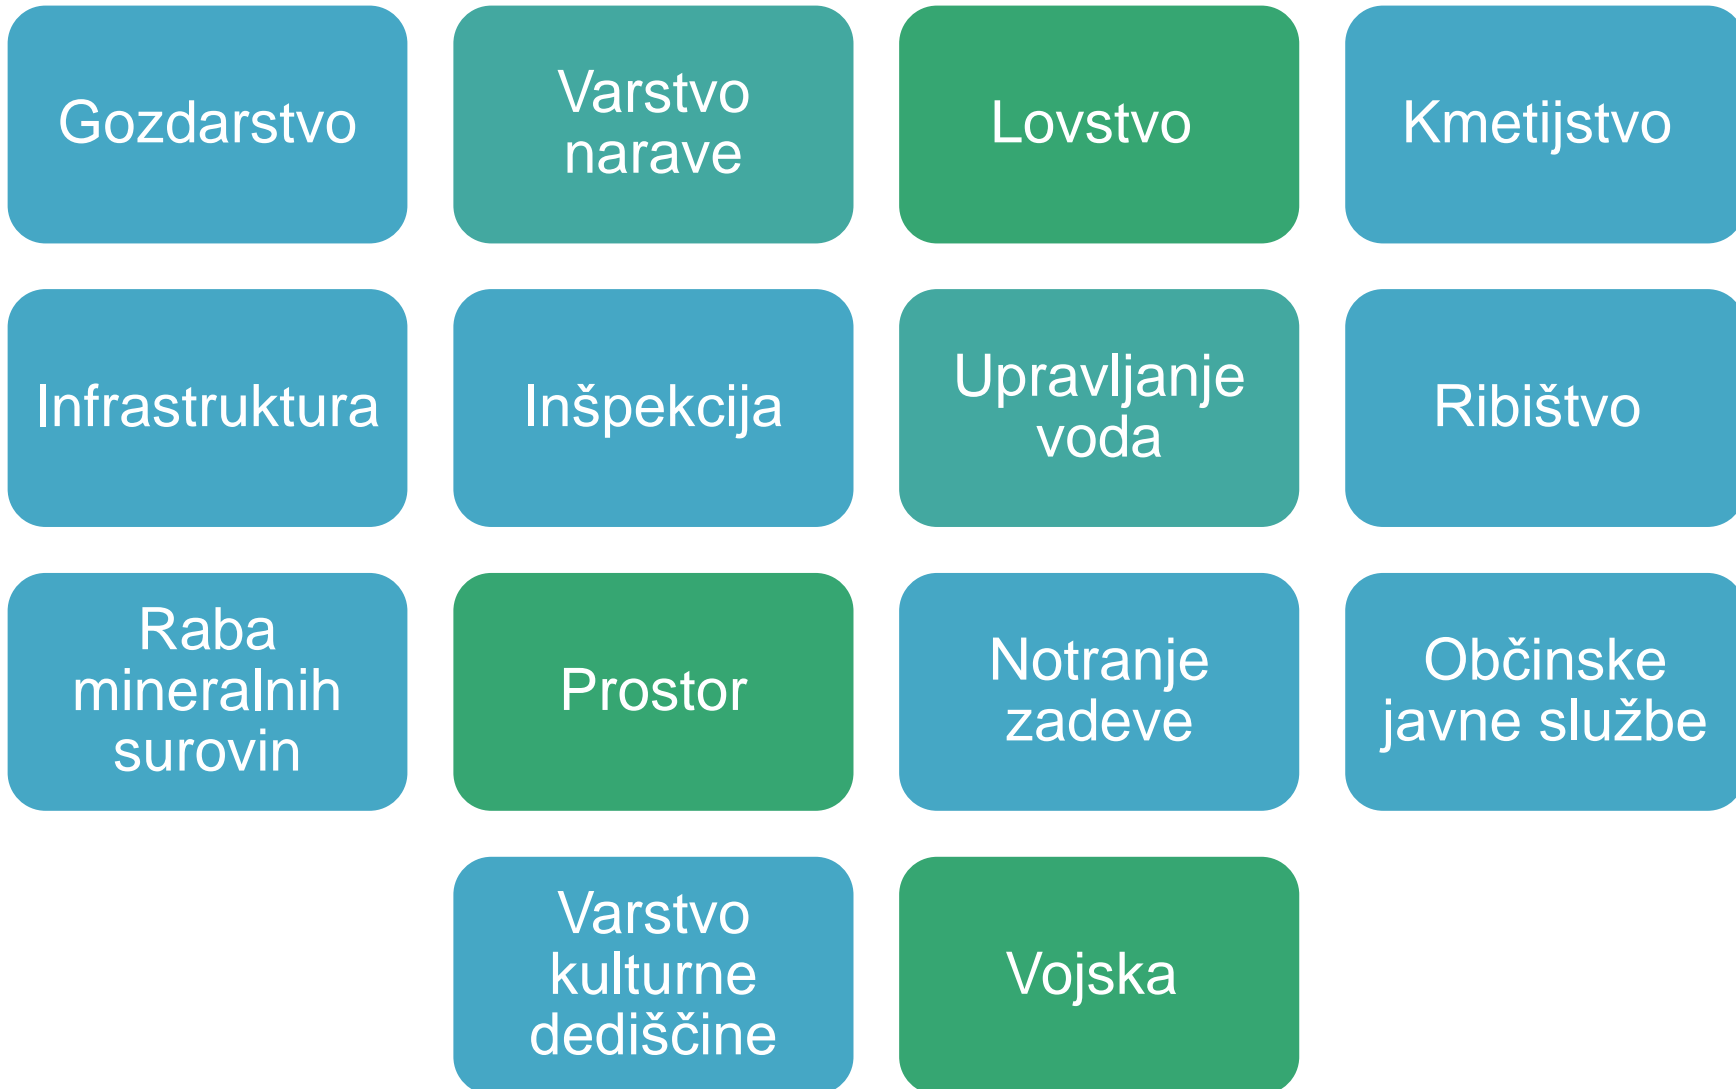 Gozdarstvo
Varstvo
narave
Lovstvo
Kmetijstvo
Infrastruktura
Inšpekcija
Upravljanje
voda
Ribištvo
Raba
mineralnih
surovin
Prostor
Notranje
zadeve
Občinske
javne službe
Varstvo
kulturne
dediščine
Vojska